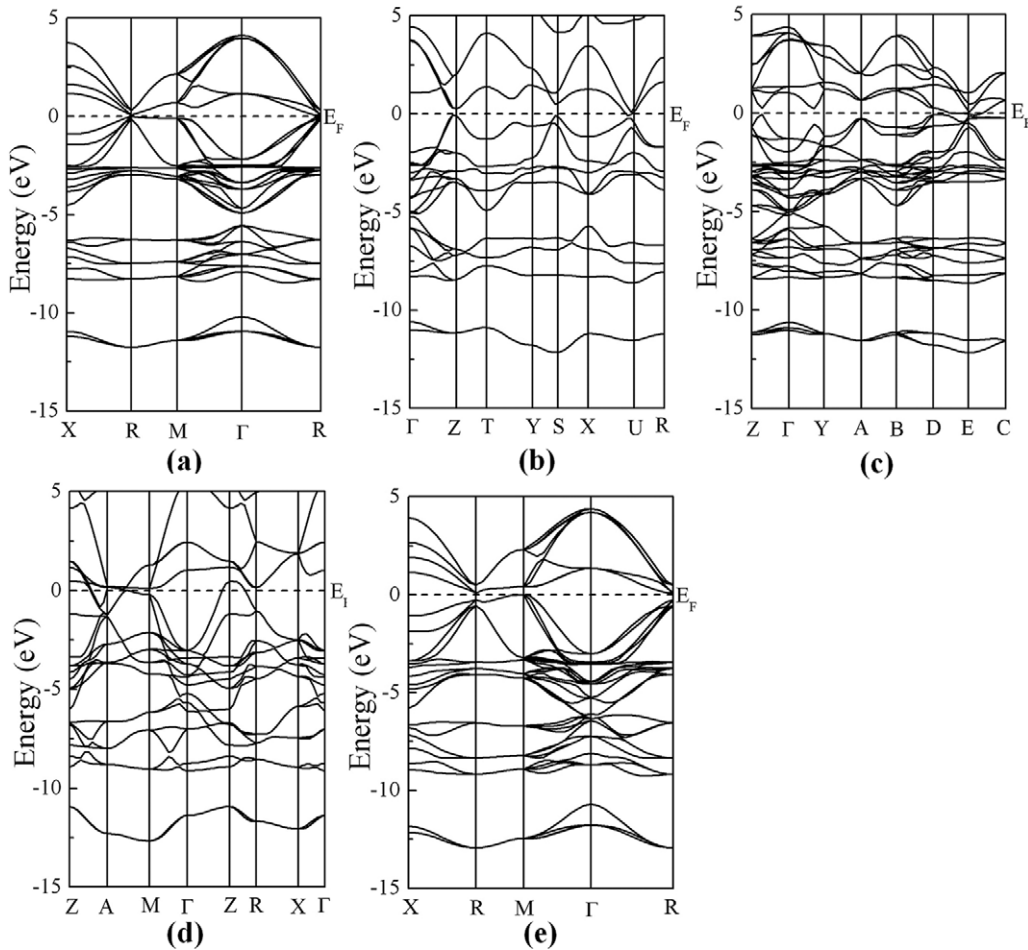 5
0
-5
-10
-15
Energy (eV)
E_F
X R M Γ R
(a)
5
0
-5
-10
-15
Energy (eV)
E_F
Γ Z T Y S X U R
(b)
5
0
-5
-10
-15
Energy (eV)
E_F
Z Γ Y A B D E C
(c)
5
0
-5
-10
-15
Energy (eV)
Z A M Γ Z R X Γ
(d)
5
0
-5
-10
-15
Energy (eV)
E_F
X R M Γ R
(e)